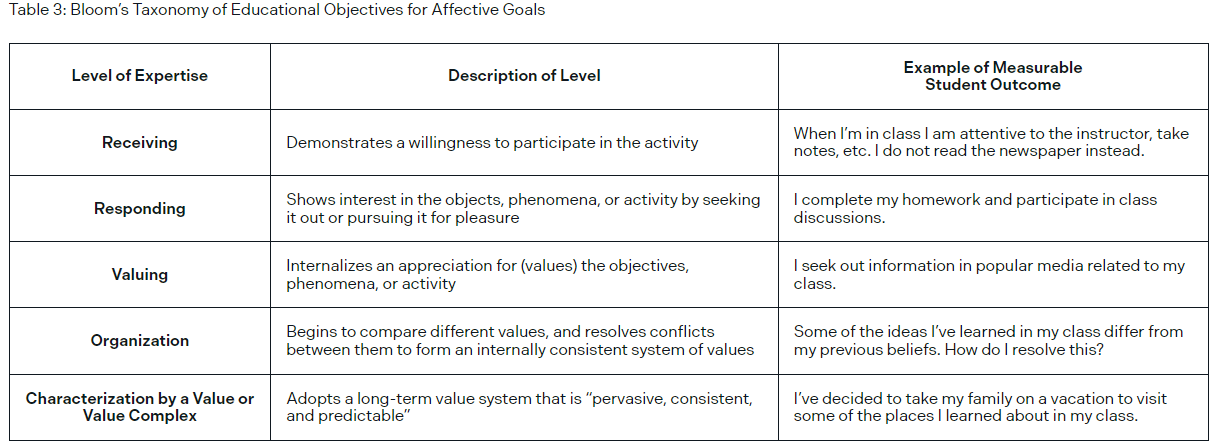 Table 3: Bloom’s Taxonomy of Educational Objectives for Affective Goals
Level of Expertise
Description of Level
Example of Measurable
Student Outcome
Receiving
Demonstrates a willingness to participate in the activity
When I’m in class I am attentive to the instructor, take
notes, etc. I do not read the newspaper instead.
Responding
Shows interest in the objects, phenomena, or activity by seeking
it out or pursuing it for pleasure
I complete my homework and participate in class
discussions.
Valuing
Internalizes an appreciation for (values) the objectives,
phenomena, or activity
I seek out information in popular media related to my
class.
Organization
Begins to compare different values, and resolves conflicts
between them to form an internally consistent system of values
Some of the ideas I’ve learned in my class differ from
my previous beliefs. How do I resolve this?
Characterization by a Value or
Value Complex
Adopts a long-term value system that is “pervasive, consistent,
and predictable”
I’ve decided to take my family on a vacation to visit
some of the places I learned about in my class.